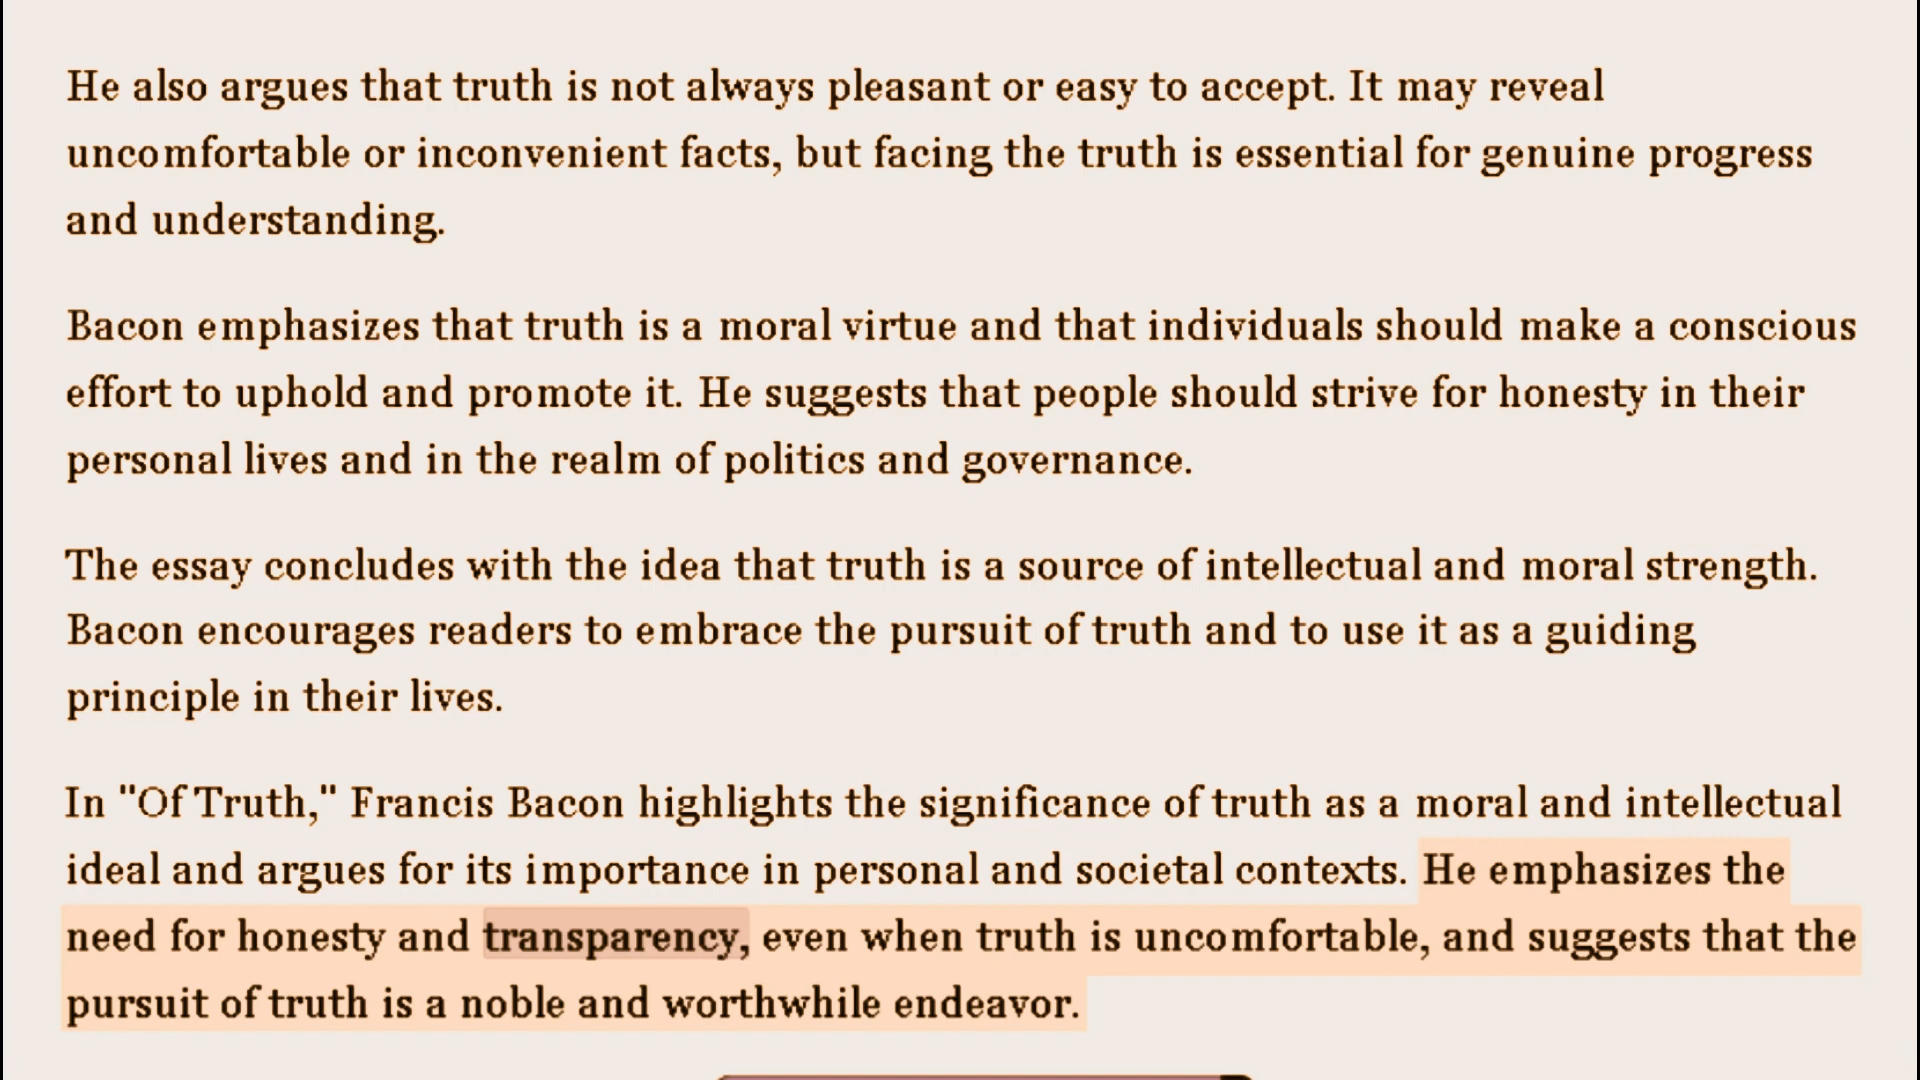 He also argues that truth is not always pleasant or easy to accept. It may reveal
uncomfortable or inconvenient facts, but facing the truth is essential for genuine progress
and understanding.
Bacon emphasizes that truth is a moral virtue and that individuals should make a conscious
effort to uphold and promote it. He suggests that people should strive for honesty in their
personal lives and in the realm of politics and governance.
The essay concludes with the idea that truth is a source of intellectual and moral strength.
Bacon encourages readers to embrace the pursuit of truth and to use it as a guiding
principle in their lives.
In "Of Truth," Francis Bacon highlights the significance of truth as a moral and intellectual
ideal and argues for its importance in personal and societal contexts. He emphasizes the
need for honesty and transparency, even when truth is uncomfortable, and suggests that the
pursuit of truth is a noble and worthwhile endeavor.